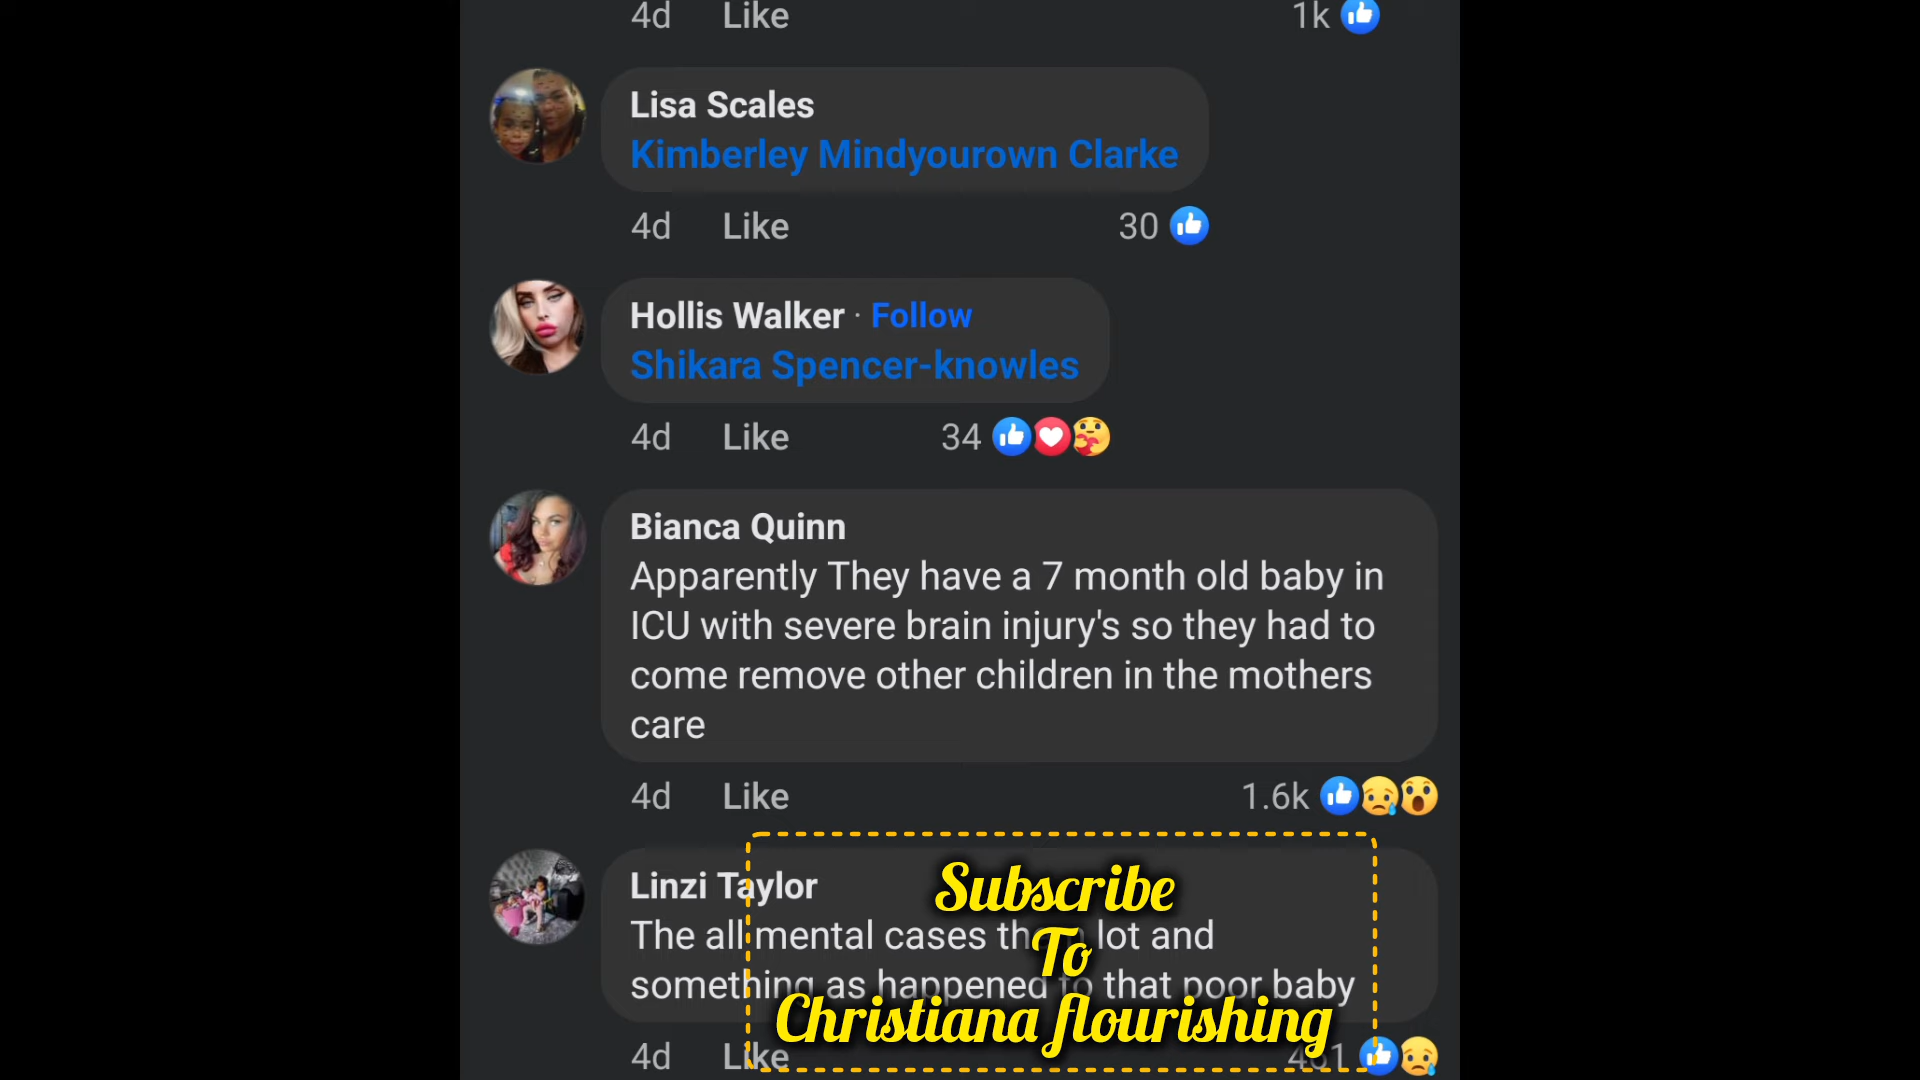 4d Like 1k
Lisa Scales
Kimberley Mindyourown Clarke
4d Like 30
Hollis Walker · Follow
Shikara Spencer-knowles
4d Like 34
Bianca Quinn
Apparently They have a 7 month old baby in
ICU with severe brain injury's so they had to
come remove other children in the mothers
care
4d Like 1.6k
Linzi Taylor
The all mental cases them lot and
something as happened to that poor baby
4d Like
Subscribe
To
Christiana flourishing